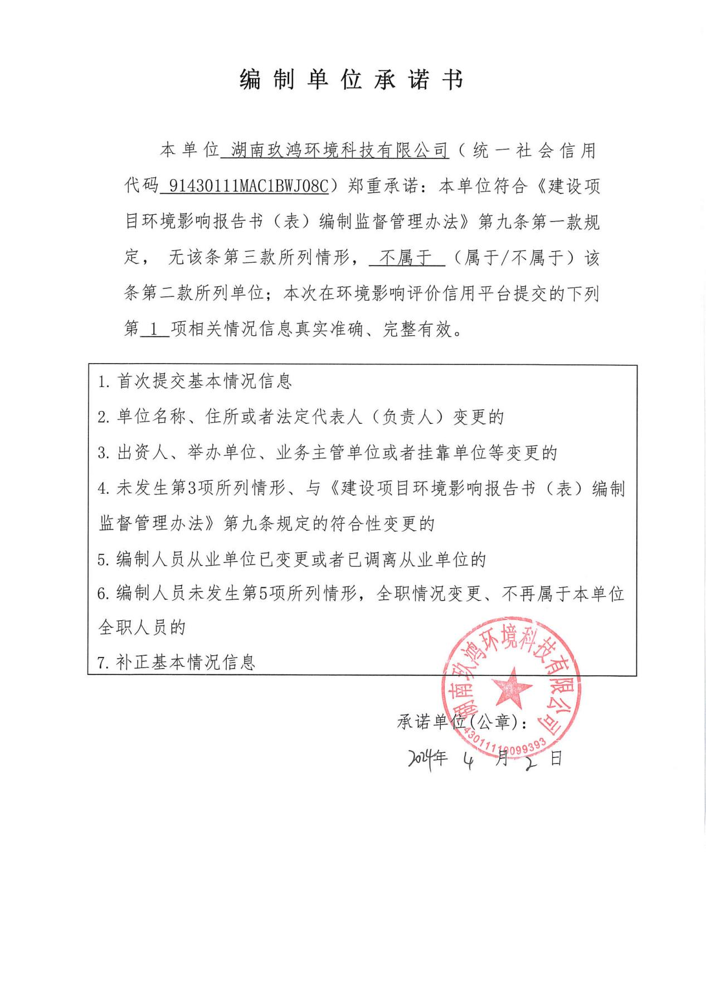 编制单位承诺书
本单位 湖南玖鸿环境科技有限公司（统一社会信用
代码 91430111MAC1BWJ08C）郑重承诺：本单位符合《建设项
目环境影响报告书（表）编制监督管理办法》第九条第一款规
定， 无该条第三款所列情形， 不属于 （属于/不属于）该
条第二款所列单位；本次在环境影响评价信用平台提交的下列
第 1 项相关情况信息真实准确、完整有效。
1. 首次提交基本情况信息
2. 单位名称、住所或者法定代表人（负责人）变更的
3. 出资人、举办单位、业务主管单位或者挂靠单位等变更的
4. 未发生第3项所列情形、与《建设项目环境影响报告书（表）编制
监督管理办法》第九条规定的符合性变更的
5. 编制人员从业单位已变更或者已调离从业单位的
6. 编制人员未发生第5项所列情形，全职情况变更、不再属于本单位
全职人员的
7. 补正基本情况信息
湖南玖鸿环境科技有限公司
承诺单位(公章)：
43011110099393
2024年 4 月 2 日